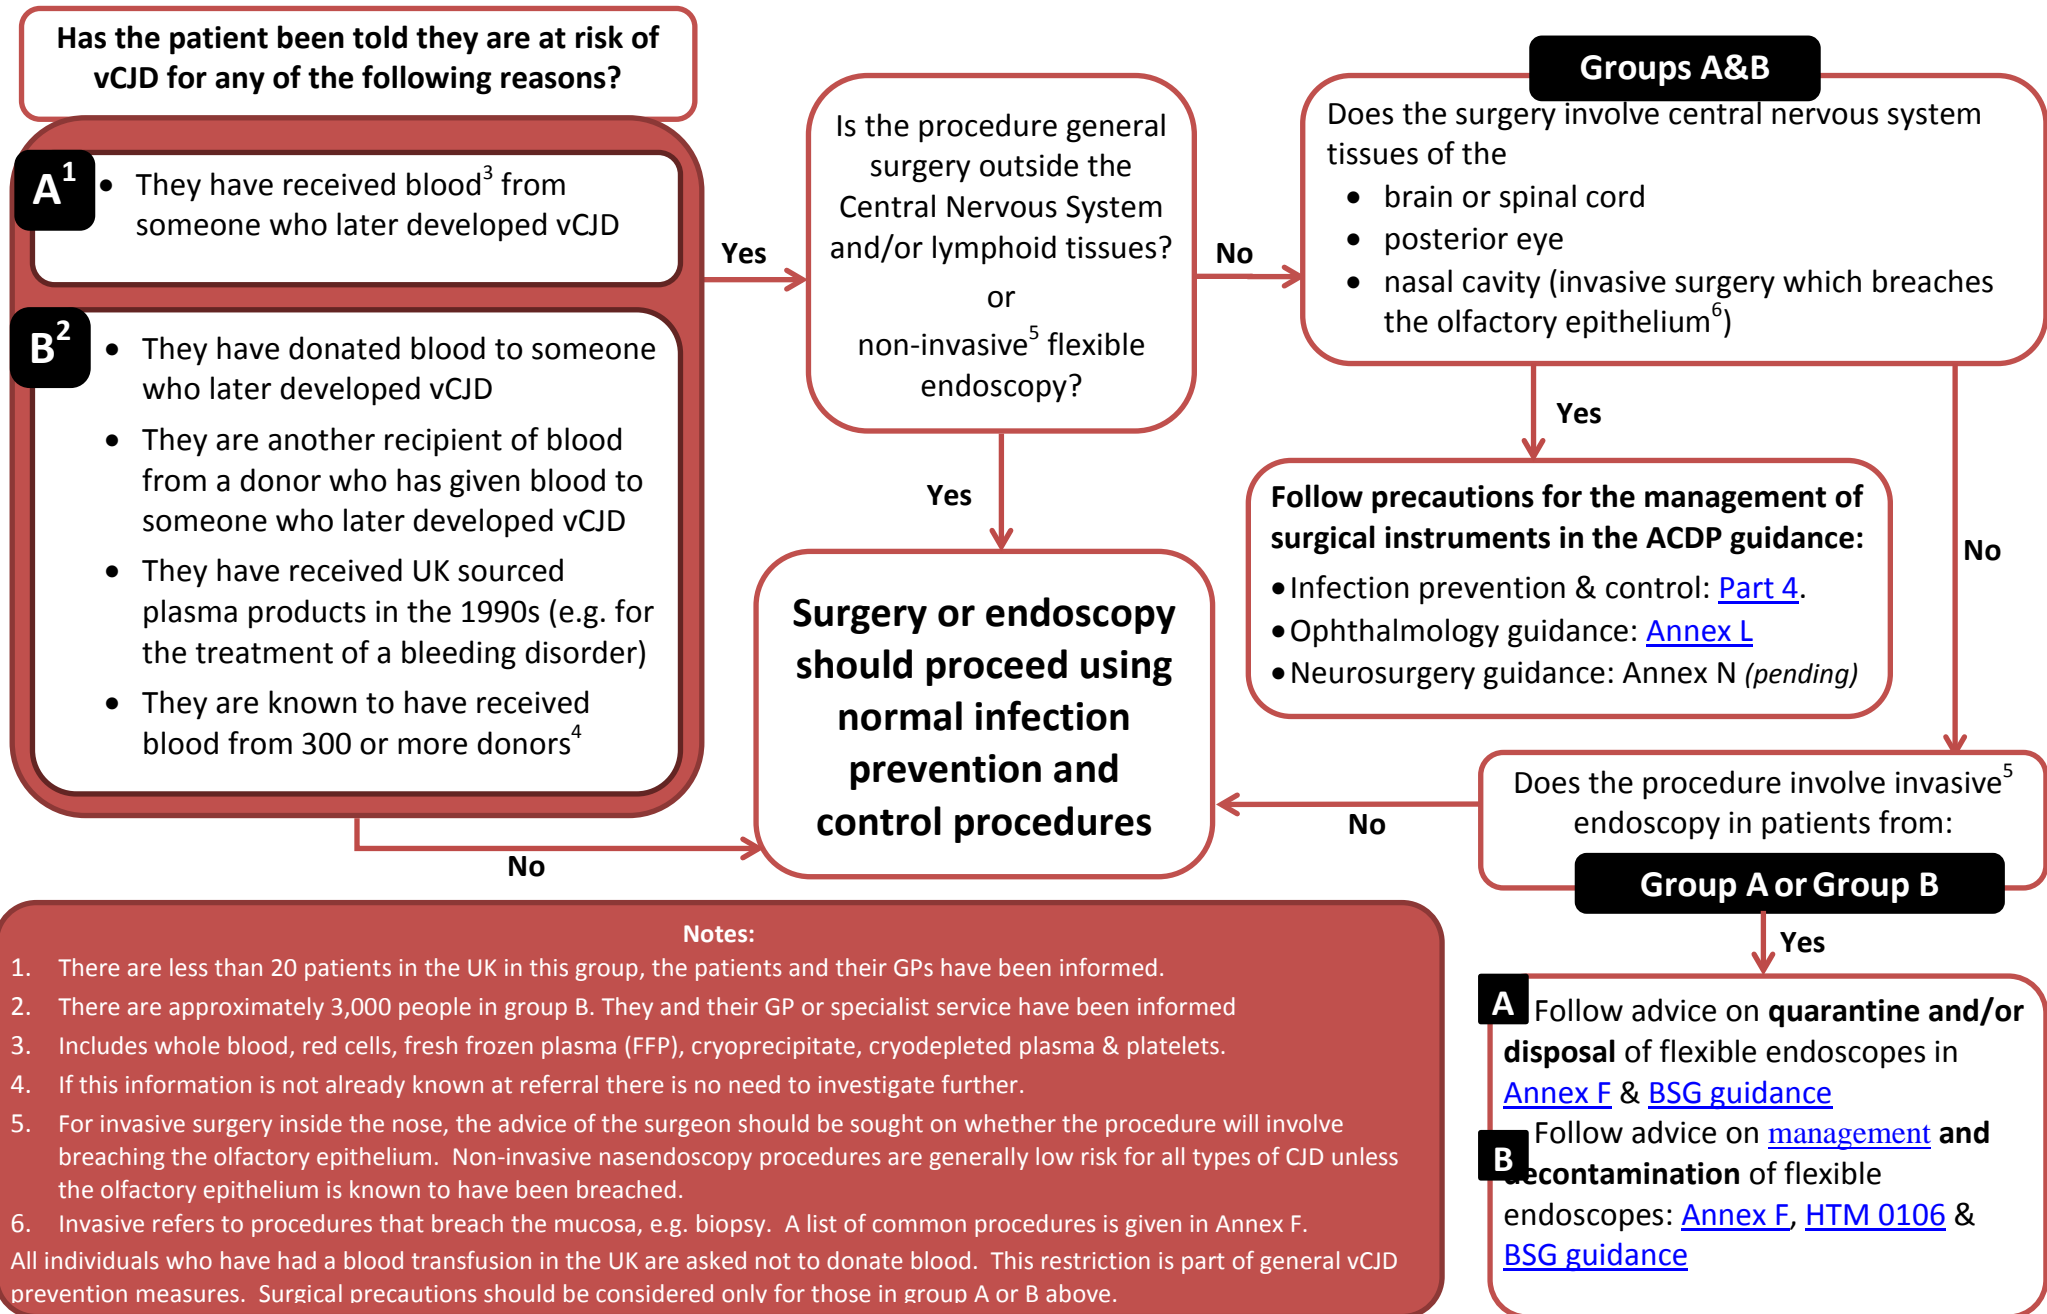 Has the patient been told they are at risk of
vCJD for any of the following reasons?
A1
• They have received blood3 from
someone who later developed vCJD
B2
• They have donated blood to someone
who later developed vCJD
• They are another recipient of blood
from a donor who has given blood to
someone who later developed vCJD
• They have received UK sourced
plasma products in the 1990s (e.g. for
the treatment of a bleeding disorder)
• They are known to have received
blood from 300 or more donors4
Yes
No
Is the procedure general
surgery outside the
Central Nervous System
and/or lymphoid tissues?
or
non-invasive5 flexible
endoscopy?
No
Yes
Surgery or endoscopy
should proceed using
normal infection
prevention and
control procedures
Groups A&B
Does the surgery involve central nervous system
tissues of the
• brain or spinal cord
• posterior eye
• nasal cavity (invasive surgery which breaches
the olfactory epithelium6)
Yes
No
Follow precautions for the management of
surgical instruments in the ACDP guidance:
• Infection prevention & control: Part 4.
• Ophthalmology guidance: Annex L
• Neurosurgery guidance: Annex N (pending)
Does the procedure involve invasive5
endoscopy in patients from:
Group A or Group B
No
Yes
A Follow advice on quarantine and/or
disposal of flexible endoscopes in
Annex F & BSG guidance
B Follow advice on management and
decontamination of flexible
endoscopes: Annex F, HTM 0106 &
BSG guidance
Notes:
1. There are less than 20 patients in the UK in this group, the patients and their GPs have been informed.
2. There are approximately 3,000 people in group B. They and their GP or specialist service have been informed
3. Includes whole blood, red cells, fresh frozen plasma (FFP), cryoprecipitate, cryodepleted plasma & platelets.
4. If this information is not already known at referral there is no need to investigate further.
5. For invasive surgery inside the nose, the advice of the surgeon should be sought on whether the procedure will involve
breaching the olfactory epithelium. Non-invasive nasendoscopy procedures are generally low risk for all types of CJD unless
the olfactory epithelium is known to have been breached.
6. Invasive refers to procedures that breach the mucosa, e.g. biopsy. A list of common procedures is given in Annex F.
All individuals who have had a blood transfusion in the UK are asked not to donate blood. This restriction is part of general vCJD
prevention measures. Surgical precautions should be considered only for those in group A or B above.